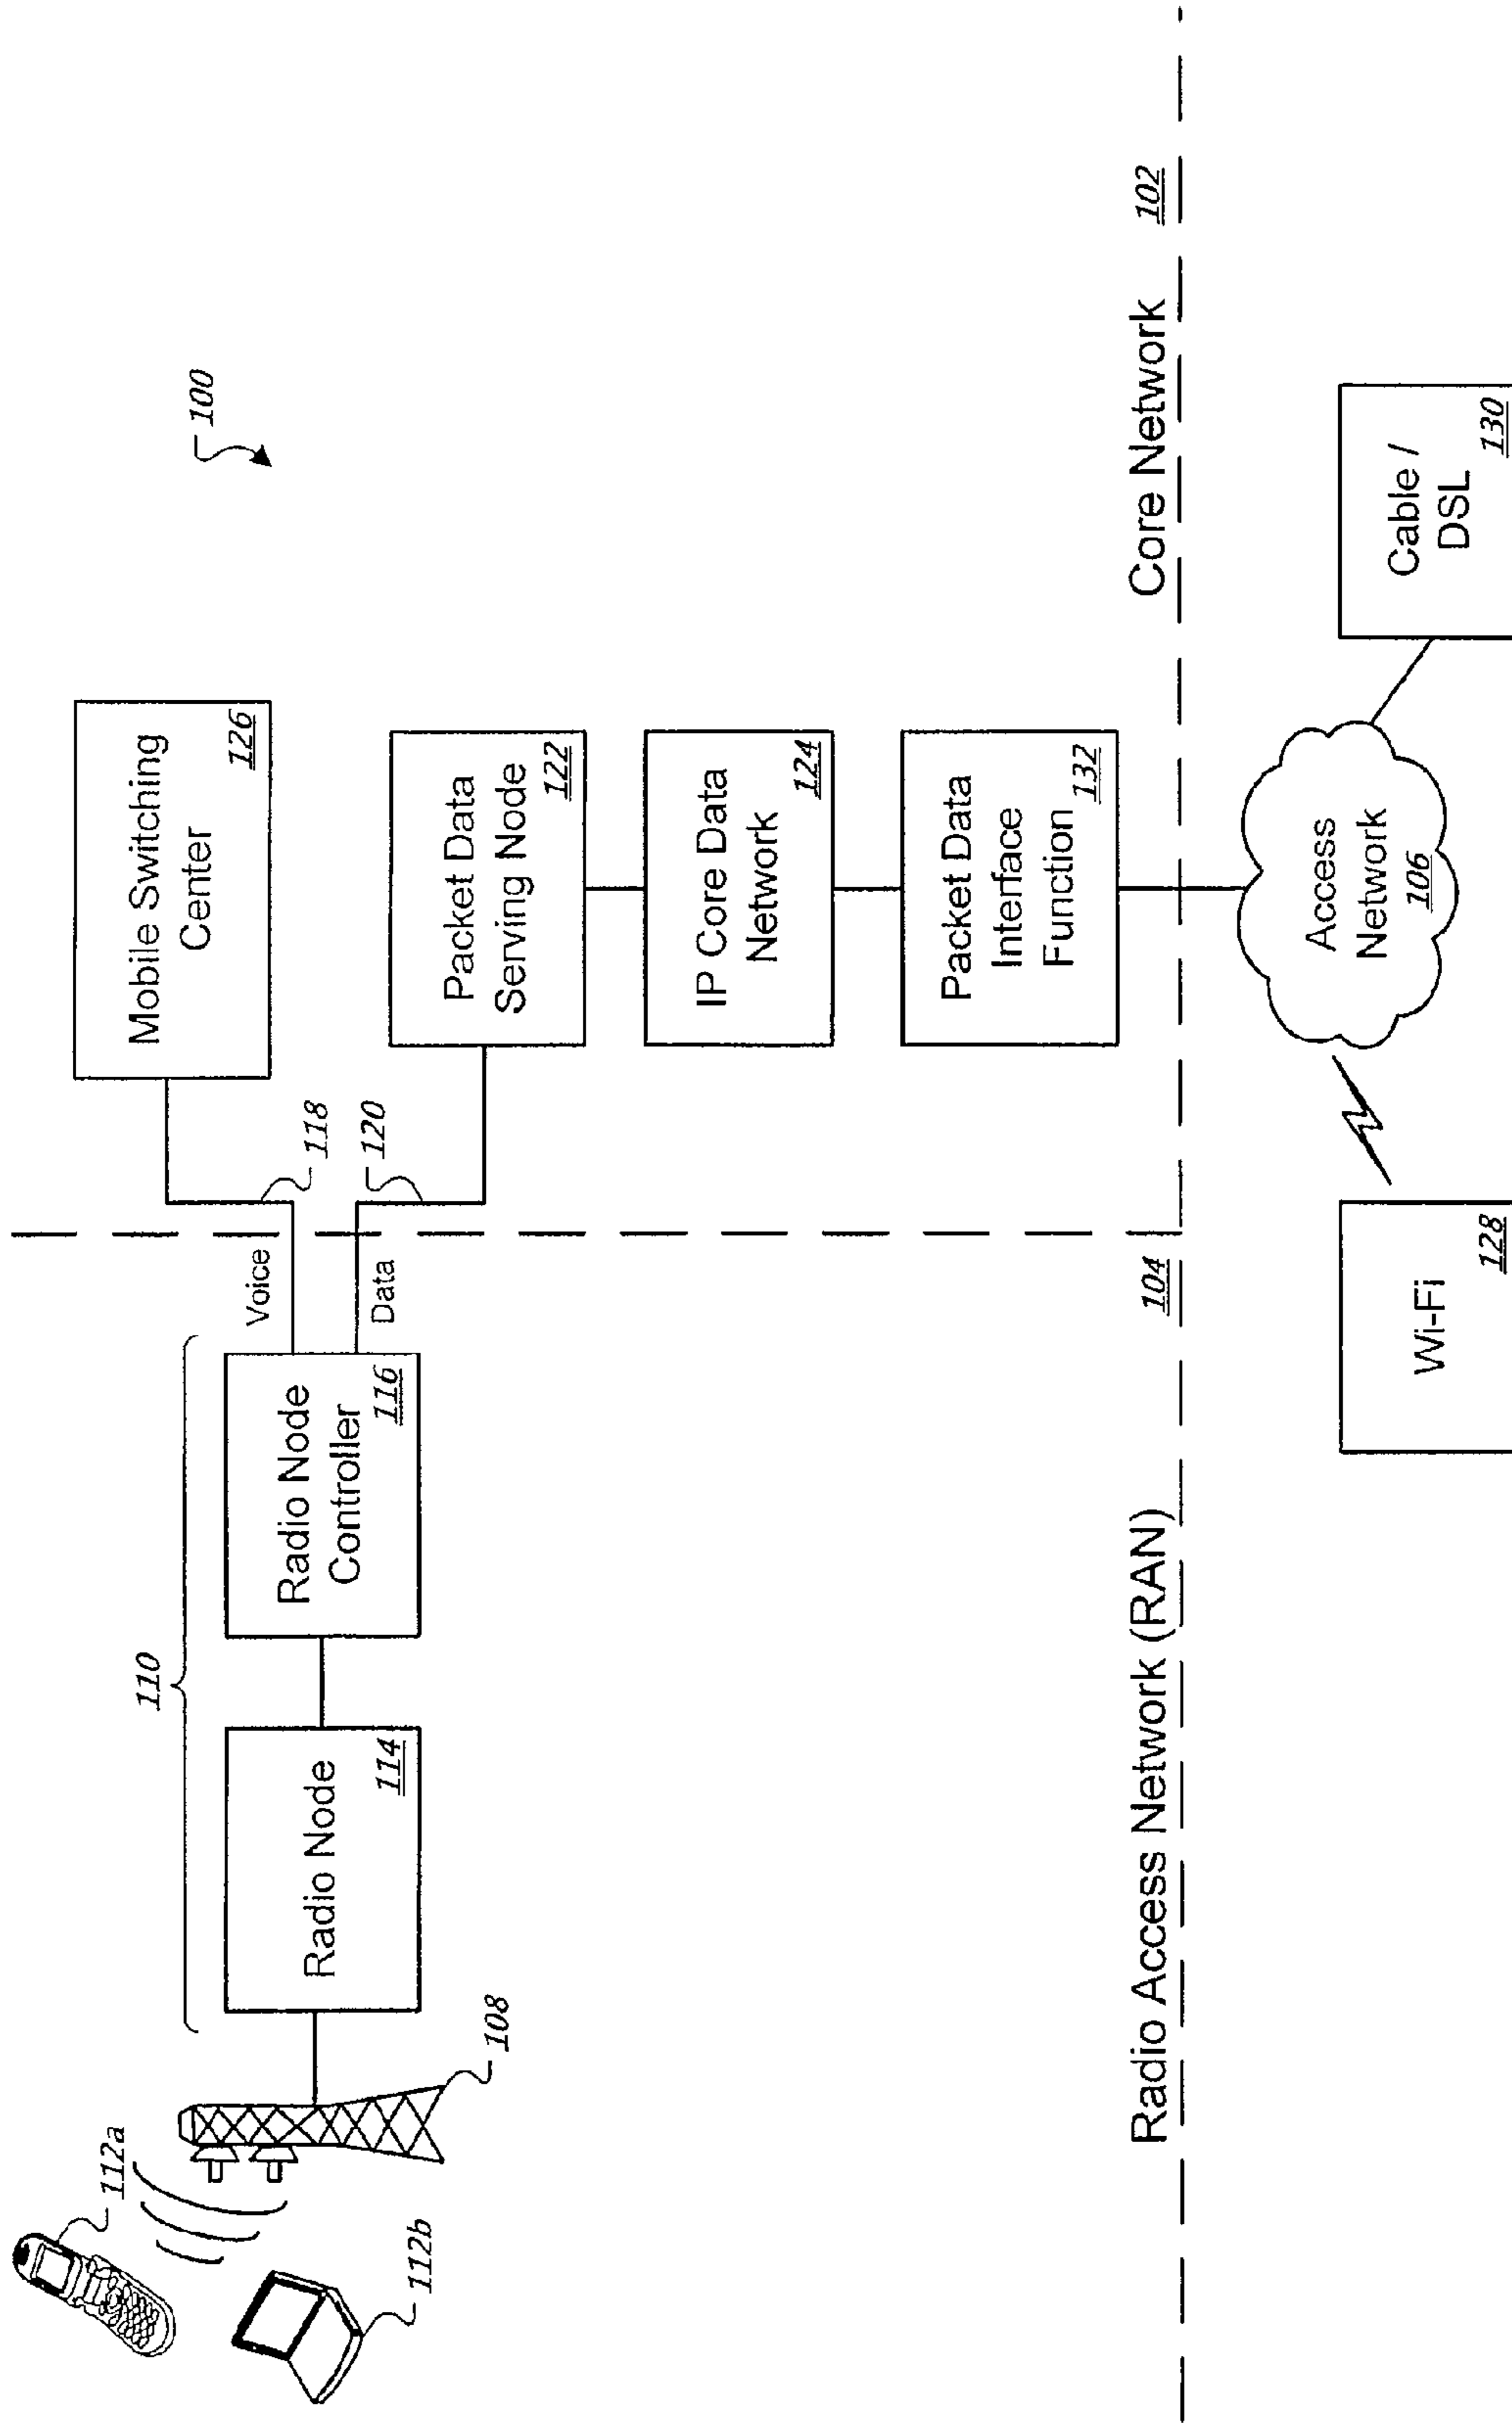 100
112a
112b
108
110
Radio Node
114
Radio Node
Controller
116
Voice
Data
118
120
Mobile Switching
Center
126
Packet Data
Serving Node
122
IP Core Data
Network
124
Packet Data
Interface
Function
132
Radio Access Network (RAN)
104
Core Network
102
Access
Network
106
Wi-Fi
128
Cable /
DSL
130